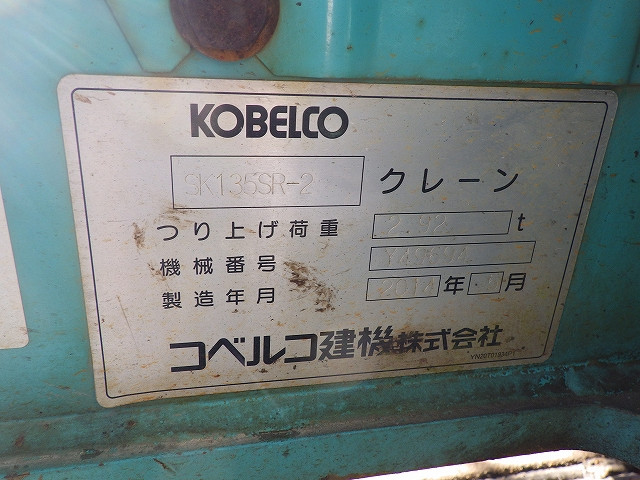 KOBELCO
SK135SR-2 クレーン
つり上げ荷重 2.92 t
機械番号
製造年月 2014 年 月
コベルコ建機株式会社